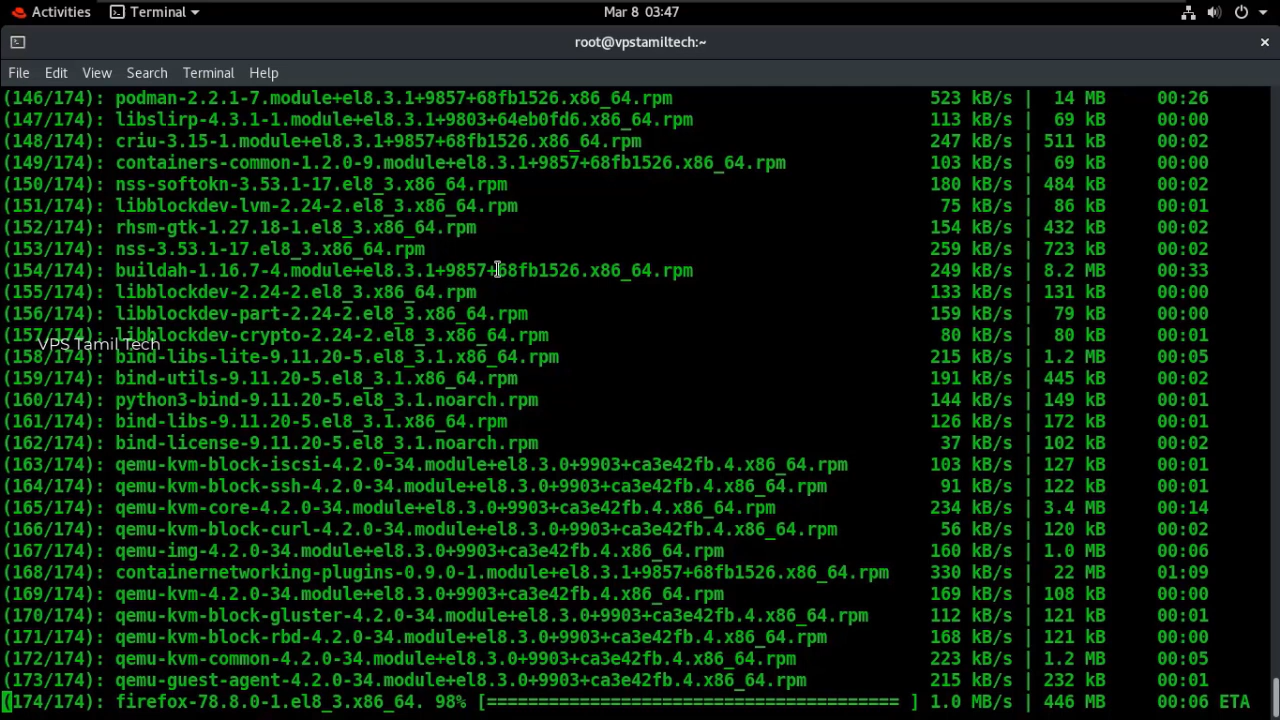 Activities Terminal Mar 8 03:47
root@vpstamiltech:~ ×
File Edit View Search Terminal Help
(146/174): podman-2.2.1-7.module+el8.3.1+9857+68fb1526.x86_64.rpm 523 kB/s | 14 MB 00:26
(147/174): libslirp-4.3.1-1.module+el8.3.1+9803+64eb0fd6.x86_64.rpm 113 kB/s | 69 kB 00:00
(148/174): criu-3.15-1.module+el8.3.1+9857+68fb1526.x86_64.rpm 247 kB/s | 511 kB 00:02
(149/174): containers-common-1.2.0-9.module+el8.3.1+9857+68fb1526.x86_64.rpm 103 kB/s | 69 kB 00:00
(150/174): nss-softokn-3.53.1-17.el8_3.x86_64.rpm 180 kB/s | 484 kB 00:02
(151/174): libblockdev-lvm-2.24-2.el8_3.x86_64.rpm 75 kB/s | 86 kB 00:01
(152/174): rhsm-gtk-1.27.18-1.el8_3.x86_64.rpm 154 kB/s | 432 kB 00:02
(153/174): nss-3.53.1-17.el8_3.x86_64.rpm 259 kB/s | 723 kB 00:02
(154/174): buildah-1.16.7-4.module+el8.3.1+9857+68fb1526.x86_64.rpm 249 kB/s | 8.2 MB 00:33
(155/174): libblockdev-2.24-2.el8_3.x86_64.rpm 133 kB/s | 131 kB 00:00
(156/174): libblockdev-part-2.24-2.el8_3.x86_64.rpm 159 kB/s | 79 kB 00:00
(157/174): libblockdev-crypto-2.24-2.el8_3.x86_64.rpm 80 kB/s | 80 kB 00:01
VPS Tamil Tech
(158/174): bind-libs-lite-9.11.20-5.el8_3.1.x86_64.rpm 215 kB/s | 1.2 MB 00:05
(159/174): bind-utils-9.11.20-5.el8_3.1.x86_64.rpm 191 kB/s | 445 kB 00:02
(160/174): python3-bind-9.11.20-5.el8_3.1.noarch.rpm 144 kB/s | 149 kB 00:01
(161/174): bind-libs-9.11.20-5.el8_3.1.x86_64.rpm 126 kB/s | 172 kB 00:01
(162/174): bind-license-9.11.20-5.el8_3.1.noarch.rpm 37 kB/s | 102 kB 00:02
(163/174): qemu-kvm-block-iscsi-4.2.0-34.module+el8.3.0+9903+ca3e42fb.4.x86_64.rpm 103 kB/s | 127 kB 00:01
(164/174): qemu-kvm-block-ssh-4.2.0-34.module+el8.3.0+9903+ca3e42fb.4.x86_64.rpm 91 kB/s | 122 kB 00:01
(165/174): qemu-kvm-core-4.2.0-34.module+el8.3.0+9903+ca3e42fb.4.x86_64.rpm 234 kB/s | 3.4 MB 00:14
(166/174): qemu-kvm-block-curl-4.2.0-34.module+el8.3.0+9903+ca3e42fb.4.x86_64.rpm 56 kB/s | 120 kB 00:02
(167/174): qemu-img-4.2.0-34.module+el8.3.0+9903+ca3e42fb.4.x86_64.rpm 160 kB/s | 1.0 MB 00:06
(168/174): containernetworking-plugins-0.9.0-1.module+el8.3.1+9857+68fb1526.x86_64.rpm 330 kB/s | 22 MB 01:09
(169/174): qemu-kvm-4.2.0-34.module+el8.3.0+9903+ca3e42fb.4.x86_64.rpm 169 kB/s | 108 kB 00:00
(170/174): qemu-kvm-block-gluster-4.2.0-34.module+el8.3.0+9903+ca3e42fb.4.x86_64.rpm 112 kB/s | 121 kB 00:01
(171/174): qemu-kvm-block-rbd-4.2.0-34.module+el8.3.0+9903+ca3e42fb.4.x86_64.rpm 168 kB/s | 121 kB 00:00
(172/174): qemu-kvm-common-4.2.0-34.module+el8.3.0+9903+ca3e42fb.4.x86_64.rpm 223 kB/s | 1.2 MB 00:05
(173/174): qemu-guest-agent-4.2.0-34.module+el8.3.0+9903+ca3e42fb.4.x86_64.rpm 215 kB/s | 232 kB 00:01
(174/174): firefox-78.8.0-1.el8_3.x86_64. 98% [======================================== ] 1.0 MB/s | 446 MB 00:06 ETA